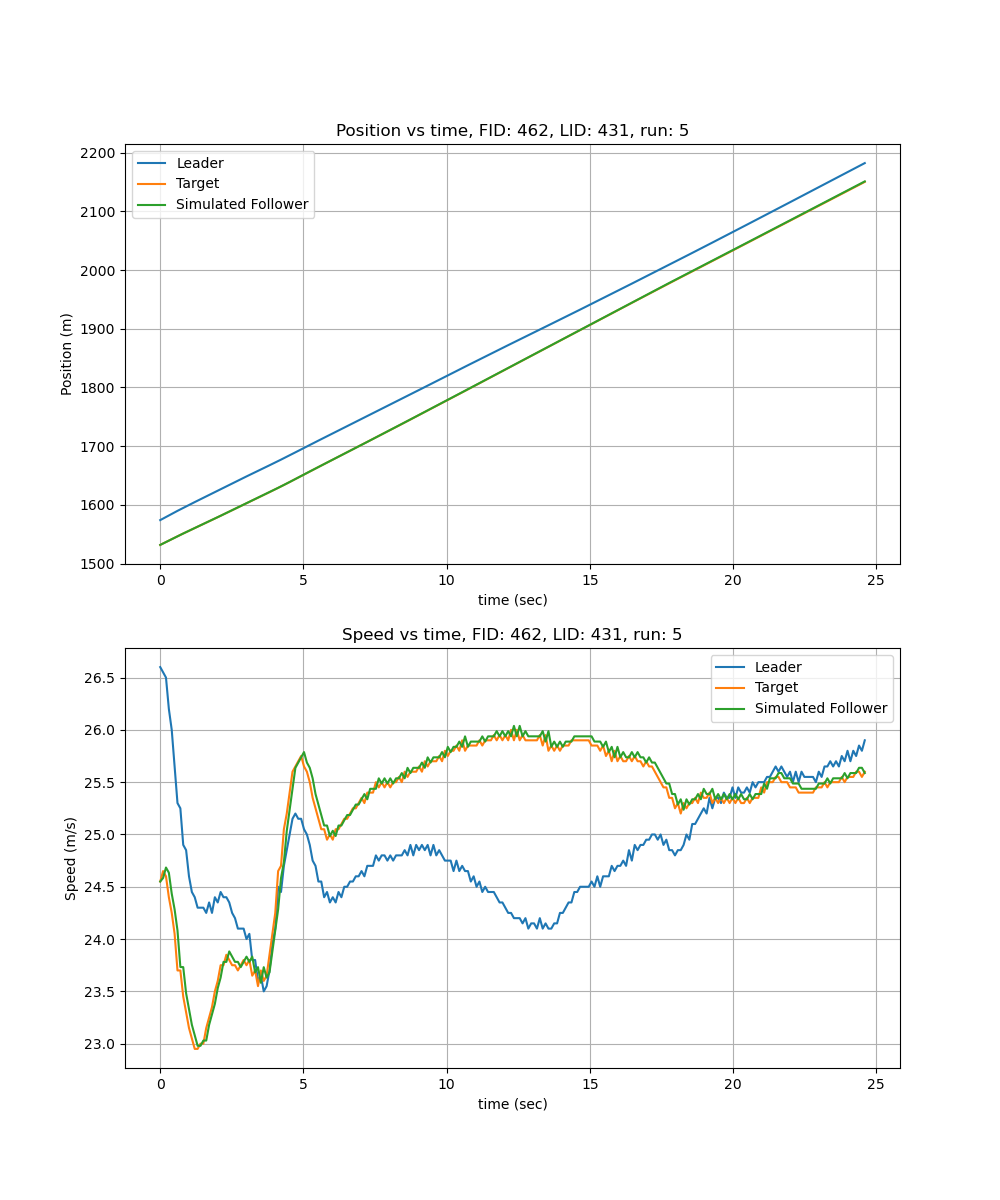 Position vs time, FID: 462, LID: 431, run: 5
Leader
Target
Simulated Follower
Position (m)
2200
2100
2000
1900
1800
1700
1600
1500
0 5 10 15 20 25
time (sec)
Speed vs time, FID: 462, LID: 431, run: 5
Leader
Target
Simulated Follower
Speed (m/s)
26.5
26.0
25.5
25.0
24.5
24.0
23.5
23.0
0 5 10 15 20 25
time (sec)